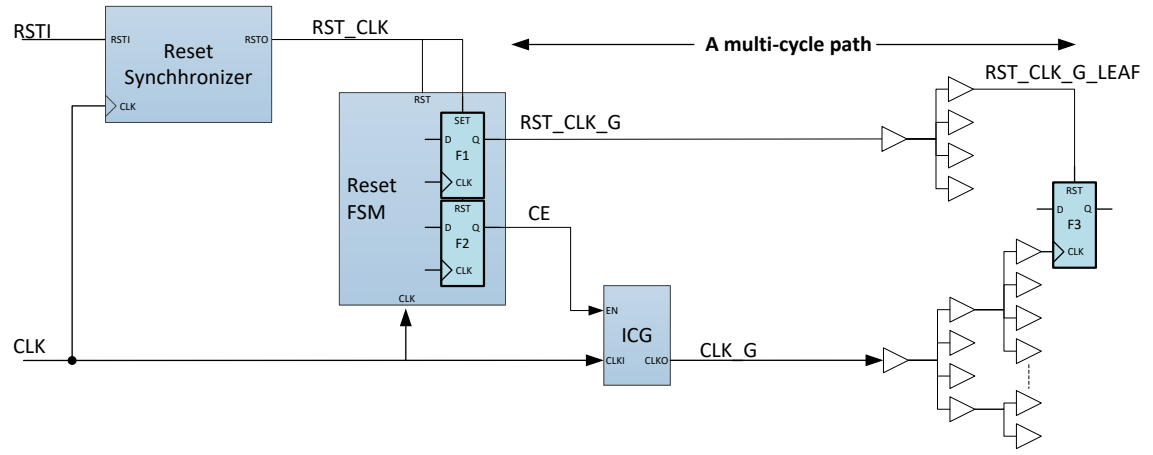 RSTI
RSTI
Reset
Synchhronizer
RSTO
CLK
RST_CLK
A multi-cycle path
RST_CLK_G_LEAF
RST
SET
D
Q
F1
CLK
RST_CLK_G
Reset
FSM
RST
D
Q
F2
CLK
CE
CLK
RST
D
Q
F3
CLK
EN
ICG
CLKI
CLKO
CLK
CLK_G